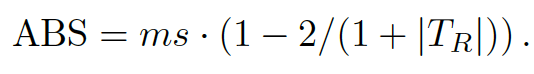 ABS = ms · (1 − 2/(1 + |T_R|)) .